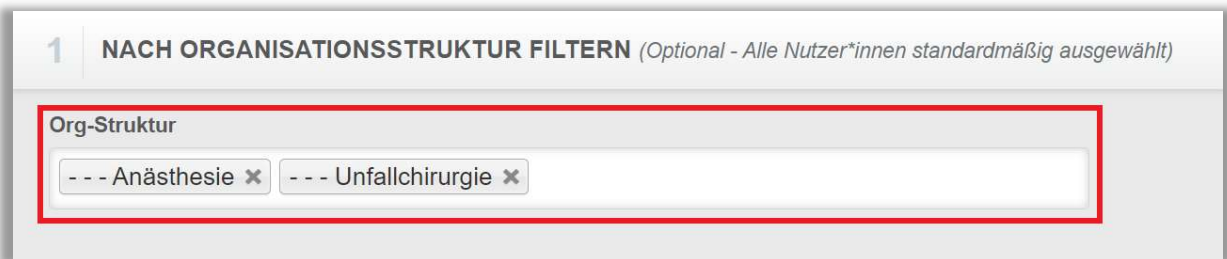 1 NACH ORGANISATIONSSTRUKTUR FILTERN (Optional - Alle Nutzer*innen standardmäßig ausgewählt)
Org-Struktur
- - - Anästhesie × - - - Unfallchirurgie ×